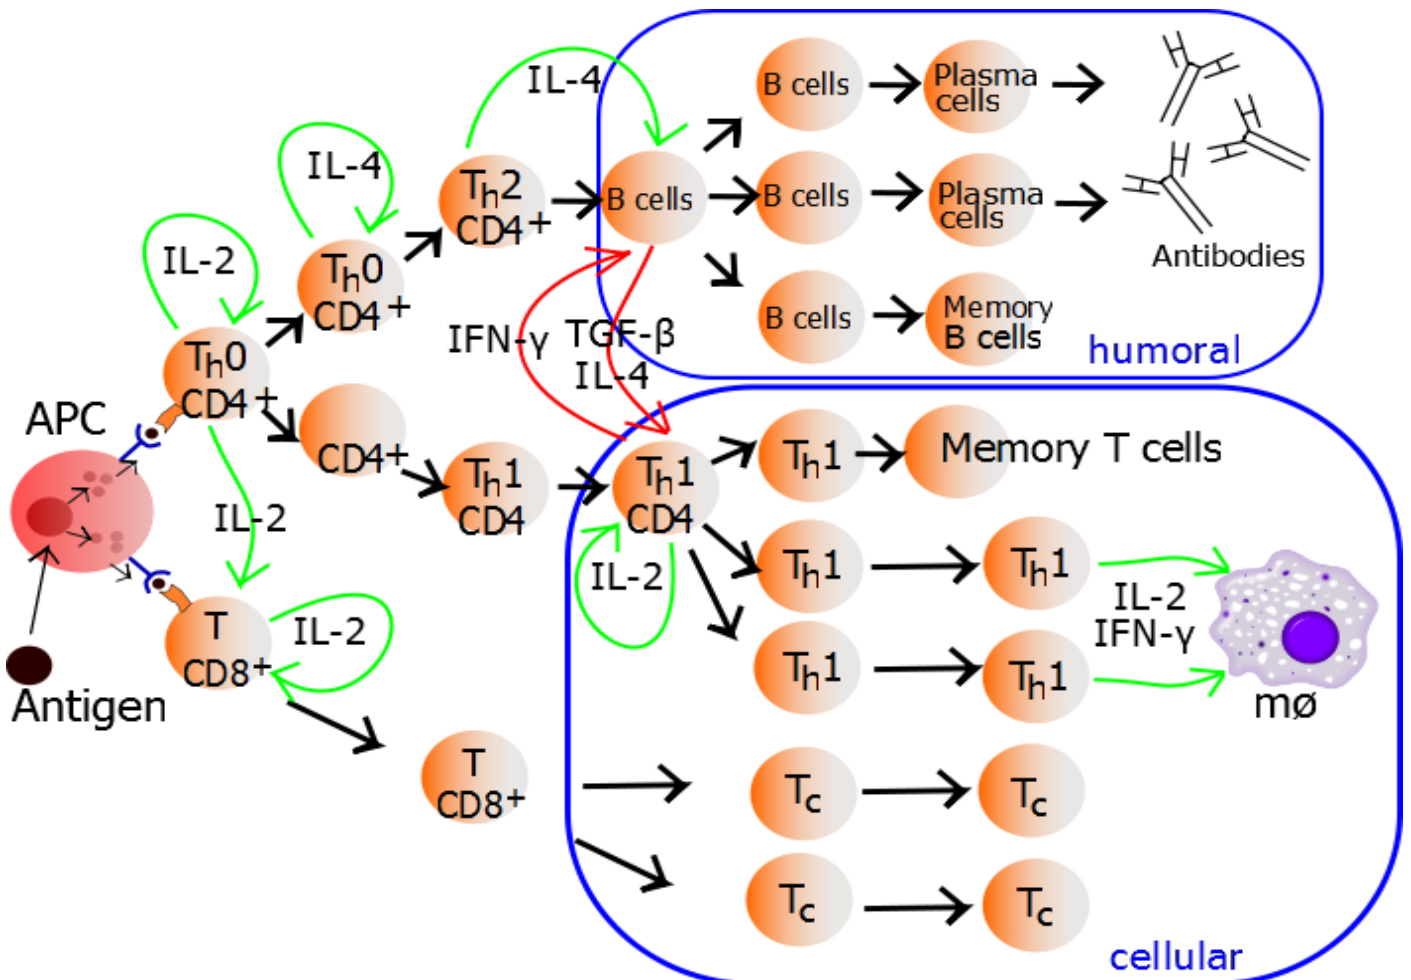 IL-4
B cells
Plasma
cells
IL-4
Th2
CD4+
B cells
B cells
Plasma
cells
Antibodies
IL-2
Th0
CD4+
B cells
Memory
B cells
humoral
IFN-γ
TGF-β
IL-4
Th0
CD4+
APC
CD4+
Th1
CD4
Th1
CD4
Th1
Memory T cells
IL-2
IL-2
Th1
Th1
IL-2
IFN-γ
mø
T
CD8+
IL-2
Th1
Th1
Antigen
T
CD8+
Tc
Tc
Tc
Tc
cellular